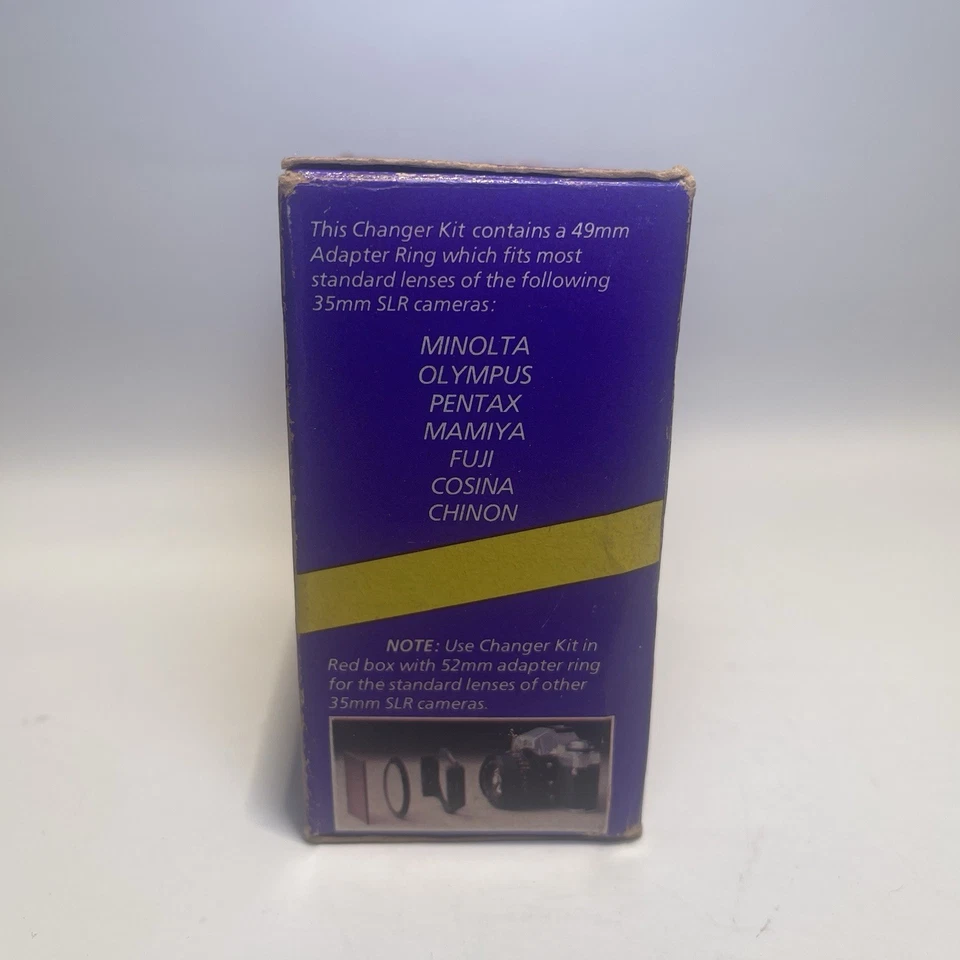 This Changer Kit contains a 49mm
Adapter Ring which fits most
standard lenses of the following
35mm SLR cameras:
MINOLTA
OLYMPUS
PENTAX
MAMIYA
FUJI
COSINA
CHINON
NOTE: Use Changer Kit in
Red box with 52mm adapter ring
for the standard lenses of other
35mm SLR cameras.